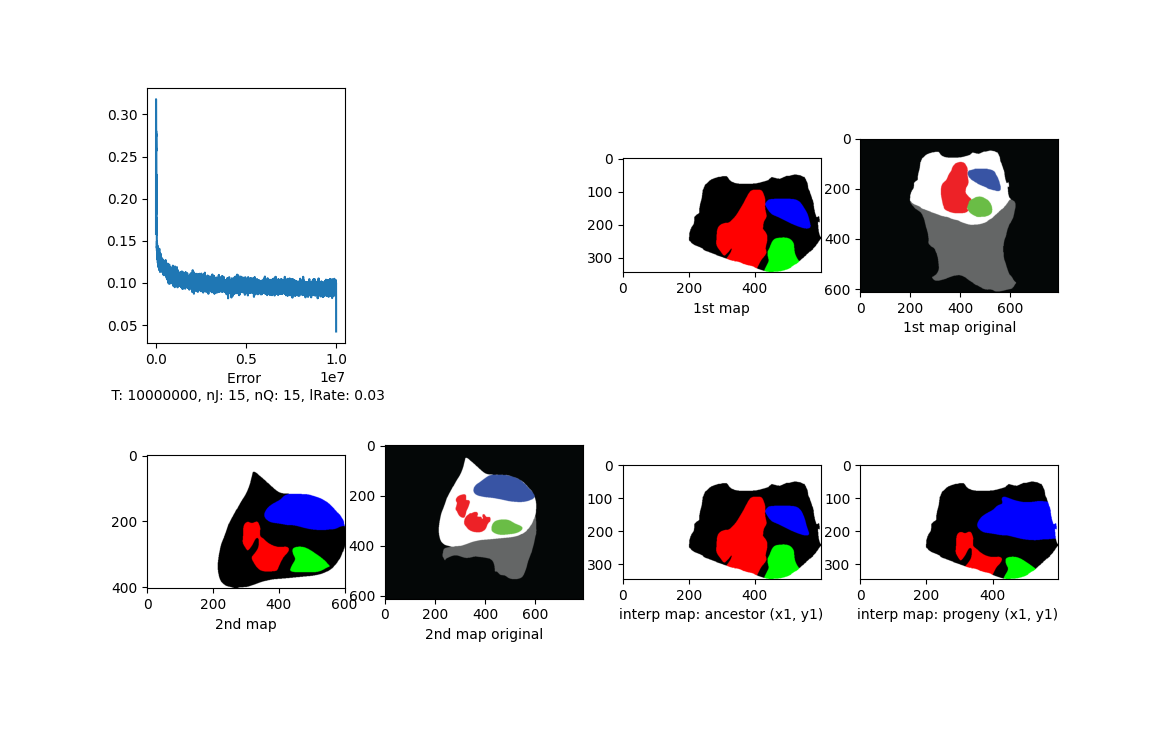 0.30
0.25
0.20
0.15
0.10
0.05
0.0 0.5 1.0
Error 1e7
T: 10000000, nJ: 15, nQ: 15, lRate: 0.03
0
100
200
300
0 200 400
1st map
0
200
400
600
0 200 400 600
1st map original
0
200
400
0 200 400 600
2nd map
0
200
400
600
0 200 400 600
2nd map original
0
100
200
300
0 200 400
interp map: ancestor (x1, y1)
0
100
200
300
0 200 400
interp map: progeny (x1, y1)